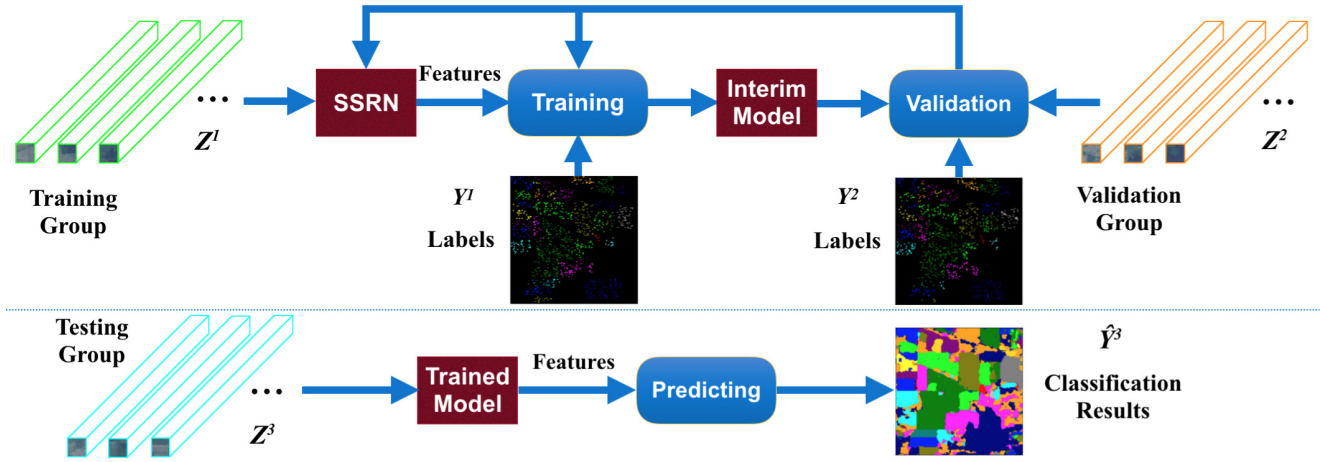 Features
SSRN
Training
Interim
Model
Validation
...
...
Z¹
Z²
Training
Group
Y¹
Labels
Y²
Labels
Validation
Group
Testing
Group
Features
Ŷ³
...
Trained
Model
Predicting
Classification
Results
Z³